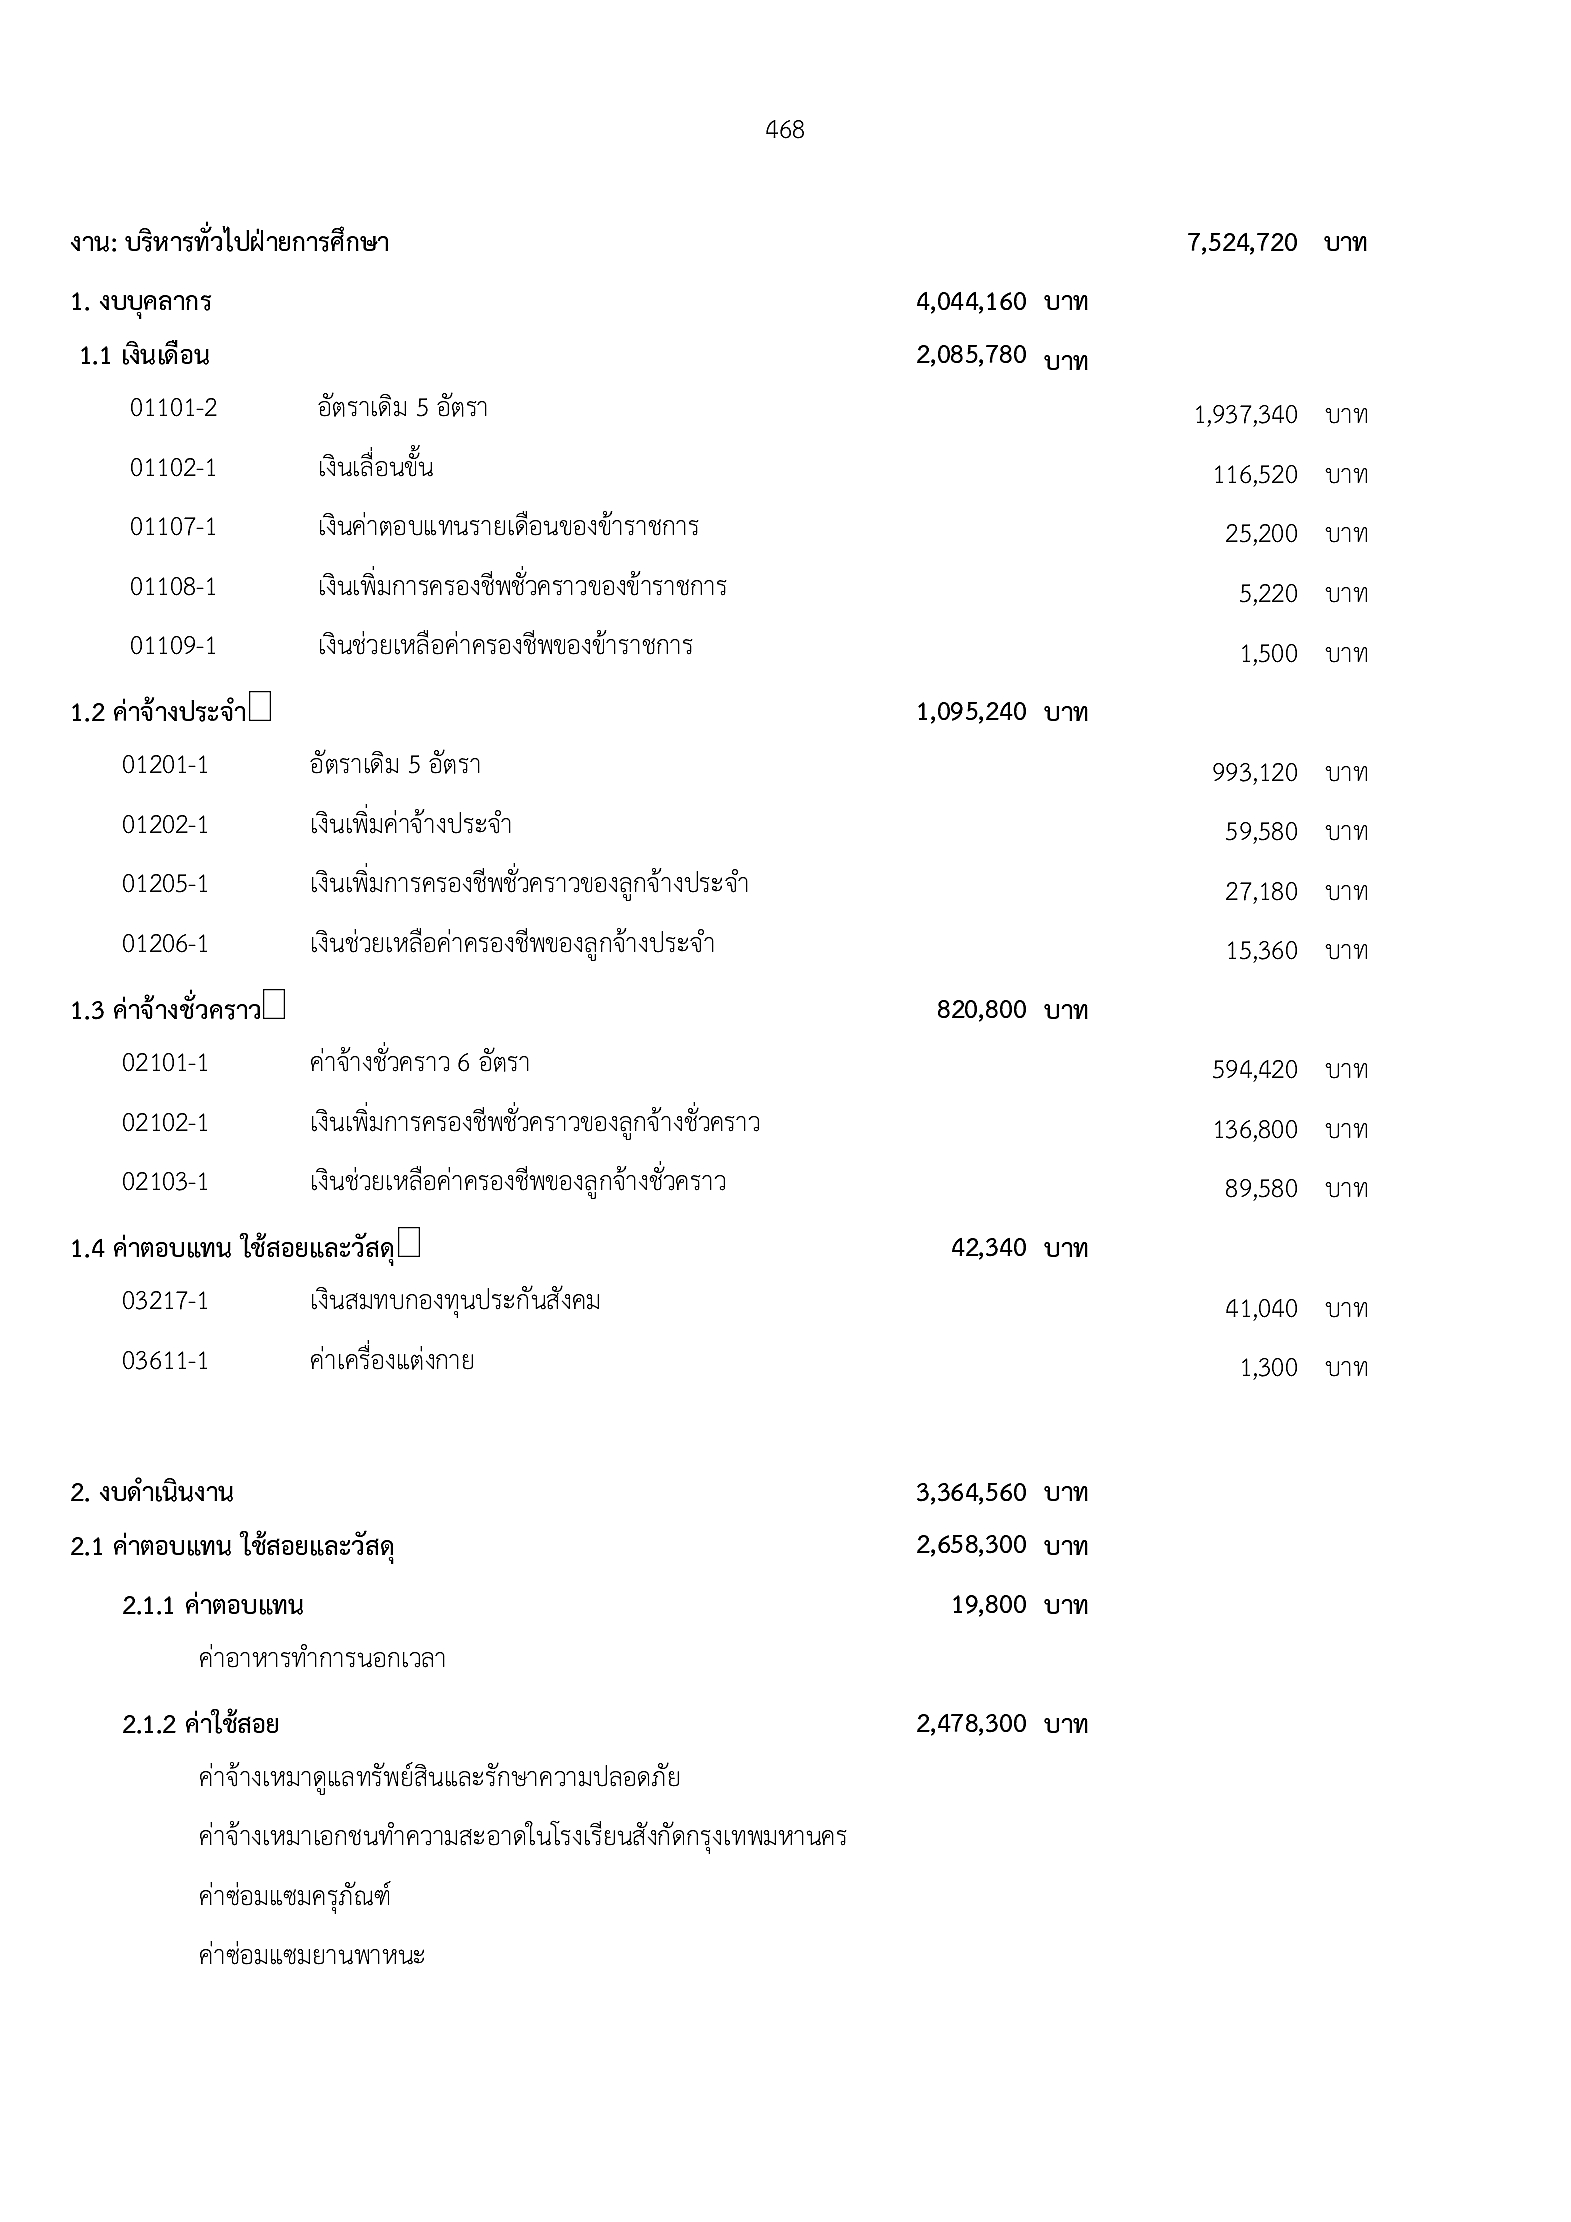 468
งาน: บริหารทั่วไปฝ่ายการศึกษา 7,524,720 บาท
1. งบบุคลากร 4,044,160 บาท
1.1 เงินเดือน 2,085,780 บาท
01101-2 อัตราเดิม 5 อัตรา 1,937,340 บาท
01102-1 เงินเลื่อนขั้น 116,520 บาท
01107-1 เงินค่าตอบแทนรายเดือนของข้าราชการ 25,200 บาท
01108-1 เงินเพิ่มการครองชีพชั่วคราวของข้าราชการ 5,220 บาท
01109-1 เงินช่วยเหลือค่าครองชีพของข้าราชการ 1,500 บาท
1.2 ค่าจ้างประจำ 1,095,240 บาท
01201-1 อัตราเดิม 5 อัตรา 993,120 บาท
01202-1 เงินเพิ่มค่าจ้างประจำ 59,580 บาท
01205-1 เงินเพิ่มการครองชีพชั่วคราวของลูกจ้างประจำ 27,180 บาท
01206-1 เงินช่วยเหลือค่าครองชีพของลูกจ้างประจำ 15,360 บาท
1.3 ค่าจ้างชั่วคราว 820,800 บาท
02101-1 ค่าจ้างชั่วคราว 6 อัตรา 594,420 บาท
02102-1 เงินเพิ่มการครองชีพชั่วคราวของลูกจ้างชั่วคราว 136,800 บาท
02103-1 เงินช่วยเหลือค่าครองชีพของลูกจ้างชั่วคราว 89,580 บาท
1.4 ค่าตอบแทน ใช้สอยและวัสดุ 42,340 บาท
03217-1 เงินสมทบกองทุนประกันสังคม 41,040 บาท
03611-1 ค่าเครื่องแต่งกาย 1,300 บาท
2. งบดำเนินงาน 3,364,560 บาท
2.1 ค่าตอบแทน ใช้สอยและวัสดุ 2,658,300 บาท
2.1.1 ค่าตอบแทน 19,800 บาท
ค่าอาหารทำการนอกเวลา
2.1.2 ค่าใช้สอย 2,478,300 บาท
ค่าจ้างเหมาดูแลทรัพย์สินและรักษาความปลอดภัย
ค่าจ้างเหมาเอกชนทำความสะอาดในโรงเรียนสังกัดกรุงเทพมหานคร
ค่าซ่อมแซมครุภัณฑ์
ค่าซ่อมแซมยานพาหนะ